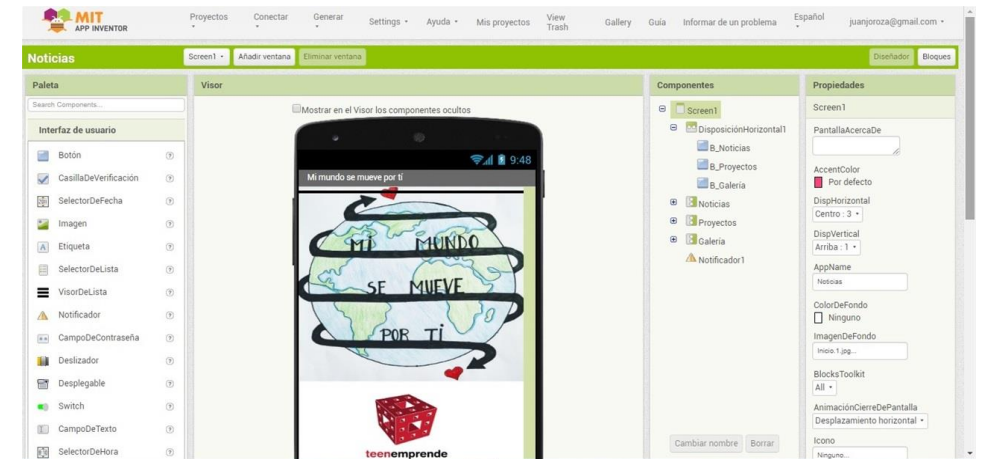 MIT
APP INVENTOR
Proyectos
Conectar
Generar
Settings
Ayuda
Mis proyectos
View Trash
Gallery
Guía
Informar de un problema
Español
juanjoroza@gmail.com
Noticias
Screen1
Añadir ventana
Eliminar ventana
Diseñador
Bloques
Paleta
Search Components...
Interfaz de usuario
Botón
CasillaDeVerificación
SelectorDeFecha
Imagen
Etiqueta
SelectorDeLista
VisorDeLista
Notificador
CampoDeContraseña
Deslizador
Desplegable
Switch
CampoDeTexto
SelectorDeHora
Visor
Mostrar en el Visor los componentes ocultos
9:48
Mi mundo se mueve por tí
MI MUNDO
SE MUEVE
POR TI
teenemprende
Componentes
Screen1
DisposiciónHorizontal1
B_Noticias
B_Proyectos
B_Galeria
Noticias
Proyectos
Galeria
Notificador1
Cambiar nombre
Borrar
Propiedades
Screen1
PantallaAcercaDe
AccentColor
Por defecto
DispHorizontal
Centro : 3
DispVertical
Arriba : 1
AppName
Noticias
ColorDeFondo
Ninguno
ImagenDeFondo
Inicio.1.jpg...
BlocksToolkit
All
AnimaciónCierreDePantalla
Desplazamiento horizontal
Icono
Ninguno...